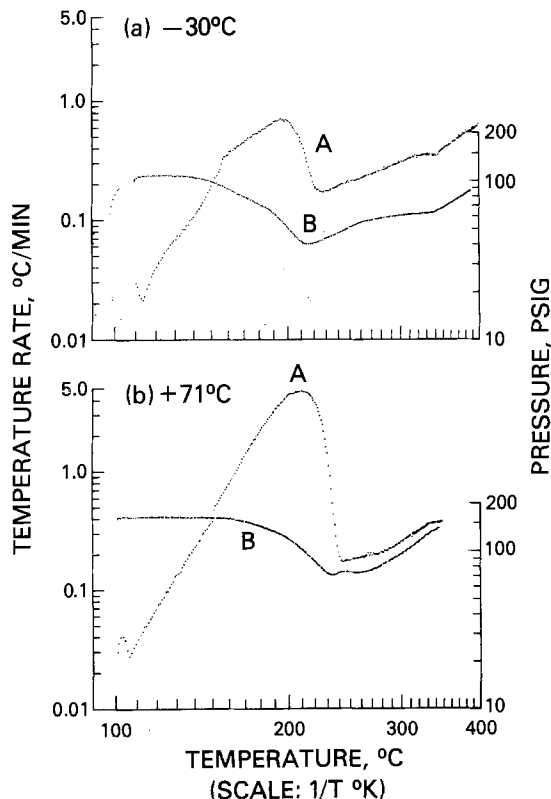 (a) −30ºC
5.0
1.0
0.1
0.01
A
B
200
100
10
(b) +71ºC
5.0
1.0
0.1
0.01
A
B
200
100
10
100 200 300 400
TEMPERATURE RATE, ºC/MIN
PRESSURE, PSIG
TEMPERATURE, ºC
(SCALE: 1/T ºK)